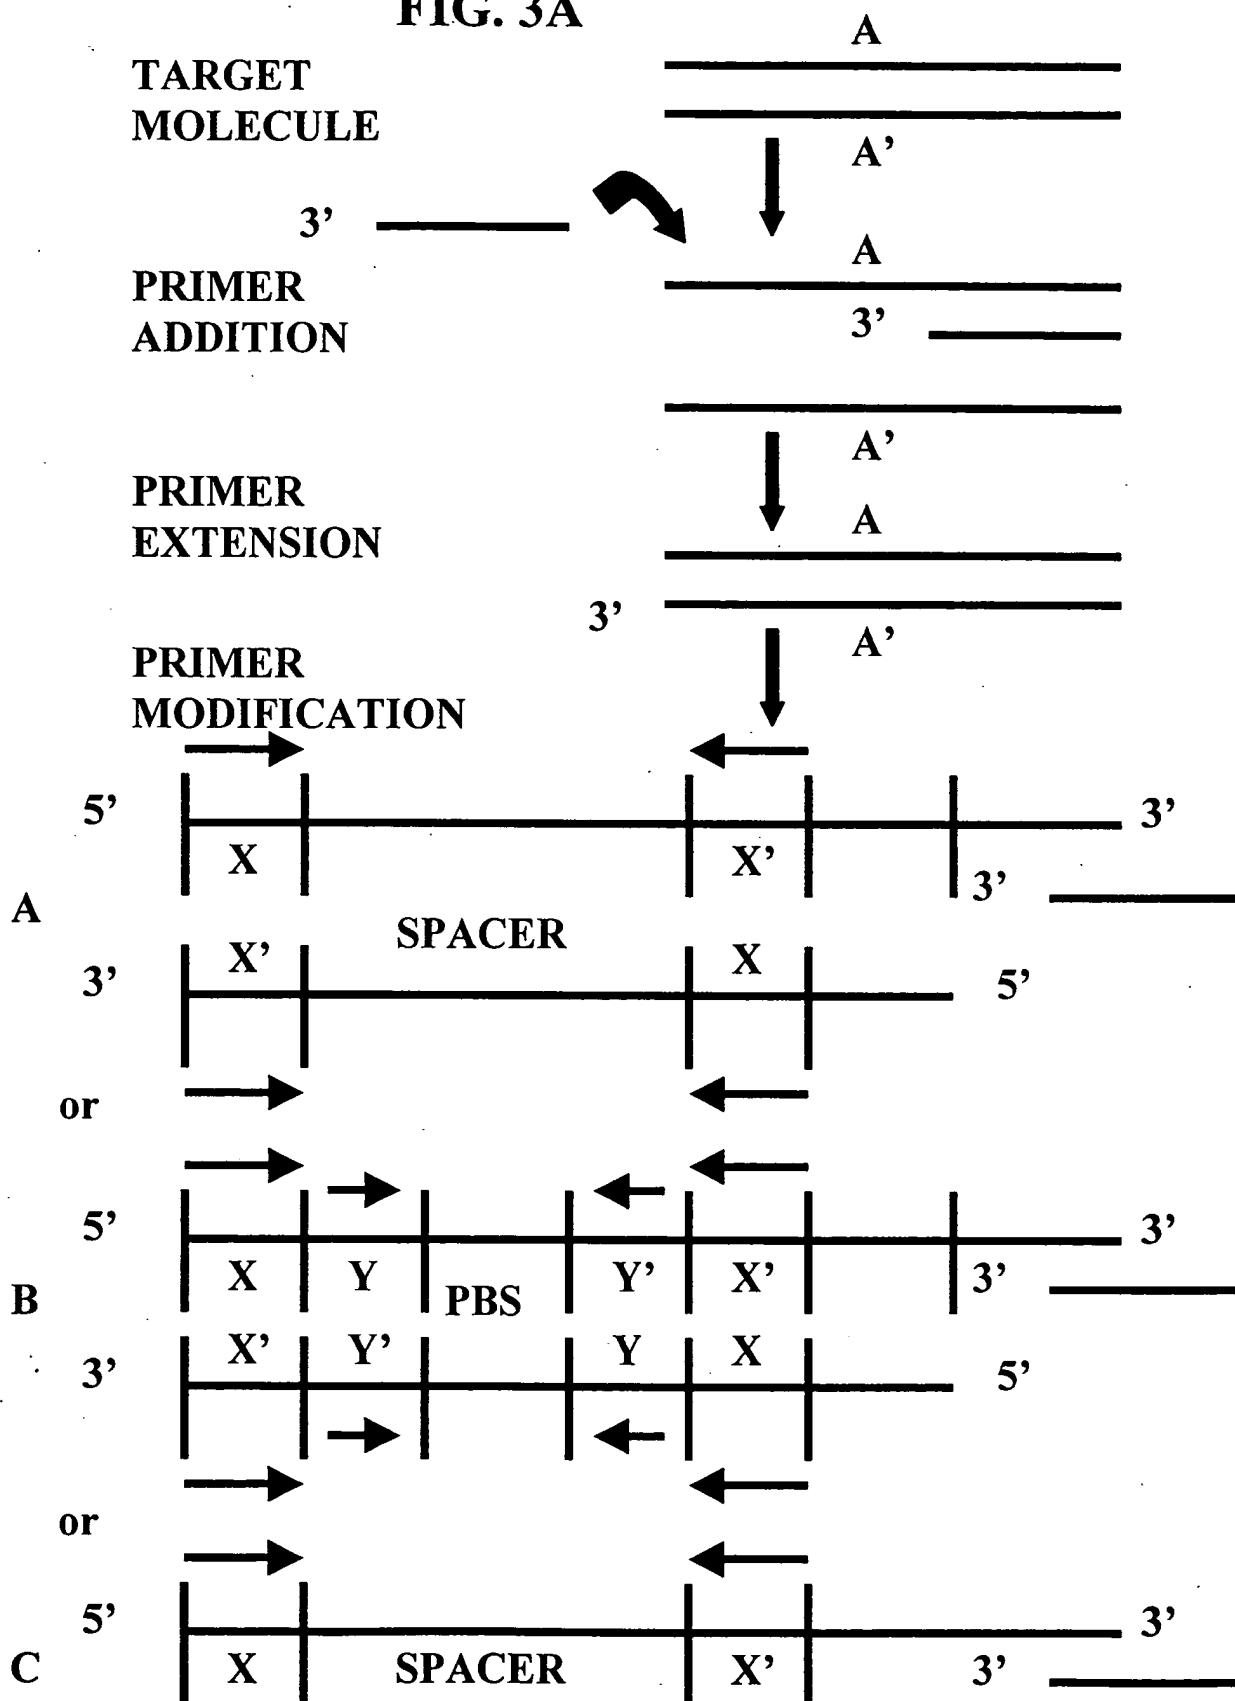 FIG. 3A
A
TARGET
MOLECULE
A'
3'
A
PRIMER
ADDITION
3'
A'
PRIMER
EXTENSION
A
3'
A'
PRIMER
MODIFICATION
5' 3'
X X'
3'
A
SPACER
X' X
3' 5'
or
5' 3'
X Y Y' X' 3'
B PBS
X' Y' Y X
3' 5'
or
5' 3'
C X SPACER X' 3'